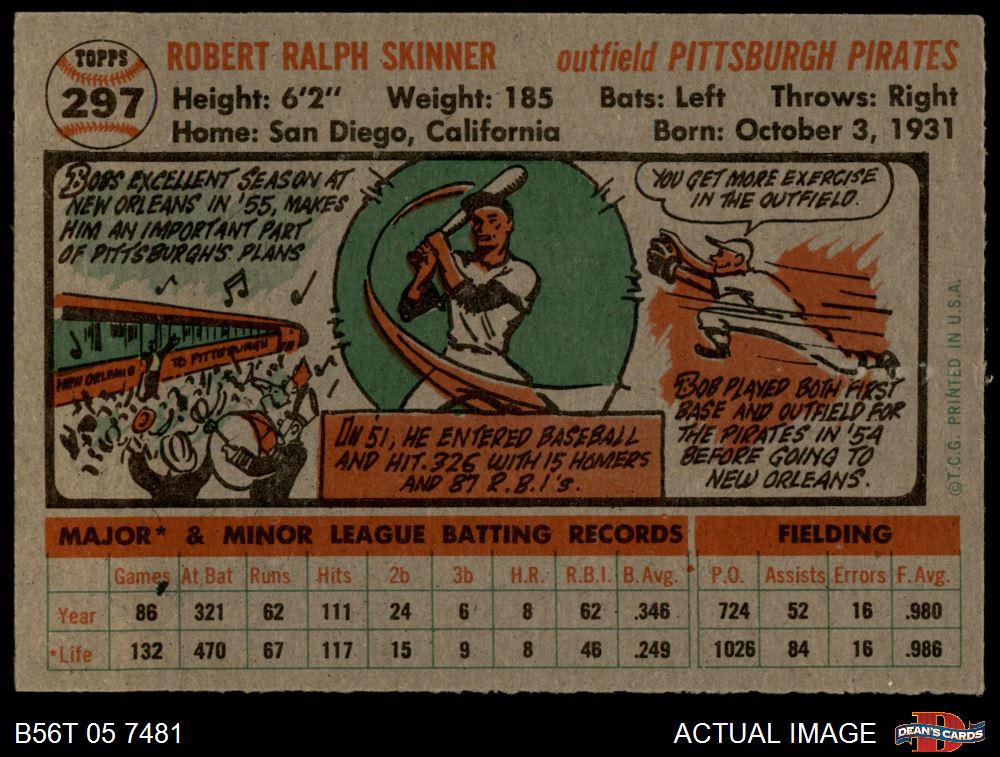 TOPPS
297
ROBERT RALPH SKINNER outfield PITTSBURGH PIRATES
Height: 6'2" Weight: 185 Bats: Left Throws: Right
Home: San Diego, California Born: October 3, 1931
BOBS EXCELLENT SEASON AT
NEW ORLEANS IN '55, MAKES
HIM AN IMPORTANT PART
OF PITTSBURGH'S PLANS
NEW ORLEANS TO PITTSBURGH
IN 51, HE ENTERED BASEBALL
AND HIT .326 WITH 15 HOMERS
AND 87 R.B.I's.
YOU GET MORE EXERCISE
IN THE OUTFIELD.
BOB PLAYED BOTH FIRST
BASE AND OUTFIELD FOR
THE PIRATES IN '54
BEFORE GOING TO
NEW ORLEANS.
©T.C.G. PRINTED IN U.S.A.
MAJOR* & MINOR LEAGUE BATTING RECORDS FIELDING
Games At Bat Runs Hits 2b 3b H.R. R.B.I. B.Avg. P.O. Assists Errors F.Avg.
Year 86 321 62 111 24 6 8 62 .346 724 52 16 .980
*Life 132 470 67 117 15 9 8 46 .249 1026 84 16 .986
B56T 05 7481 ACTUAL IMAGE D DEAN'S CARDS